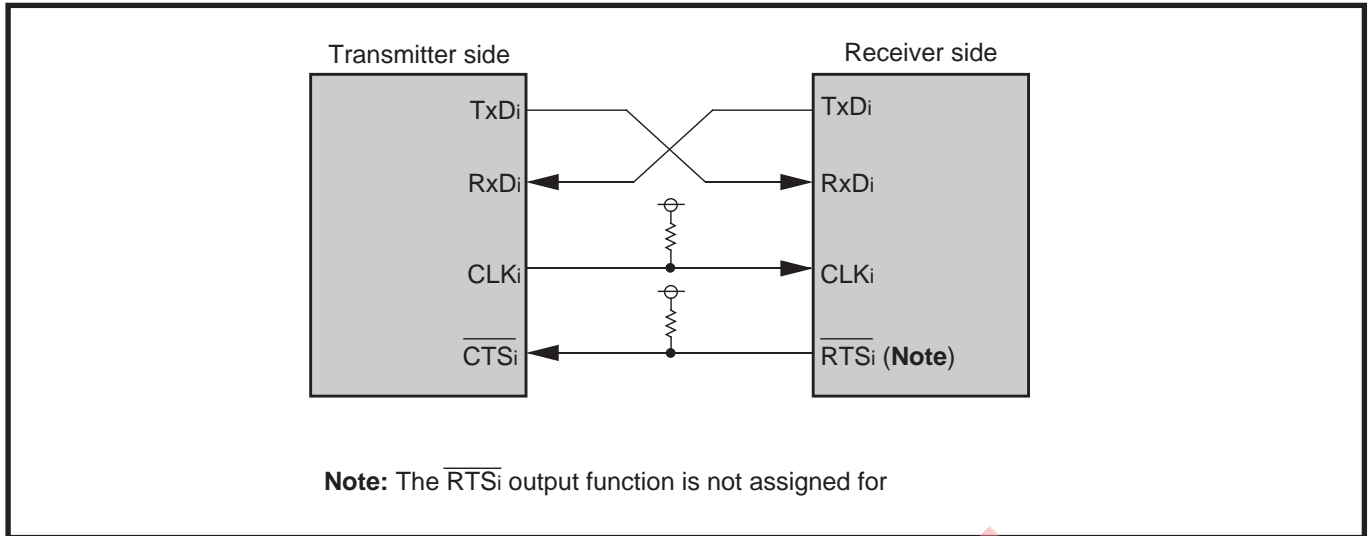 Transmitter side
Receiver side
TxDi
TxDi
RxDi
RxDi
CLKi
CLKi
CTSi
RTSi (Note)
Note: The RTSi output function is not assigned for